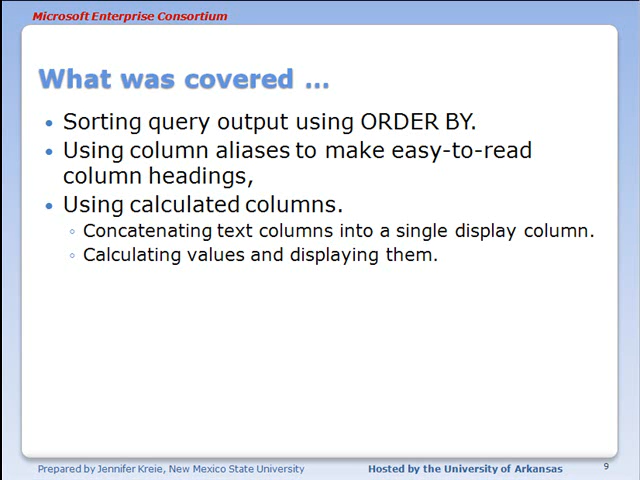 Microsoft Enterprise Consortium
What was covered ...
Sorting query output using ORDER BY.
Using column aliases to make easy-to-read
column headings,
Using calculated columns.
Concatenating text columns into a single display column.
Calculating values and displaying them.
Prepared by Jennifer Kreie, New Mexico State University
Hosted by the University of Arkansas
9